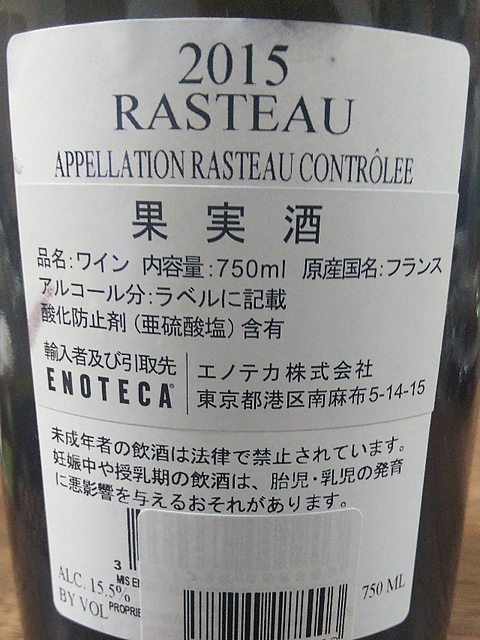 2015
RASTEAU
APPELLATION RASTEAU CONTRÔLEE
果実酒
品名:ワイン 内容量:750ml 原産国名:フランス
アルコール分:ラベルに記載
酸化防止剤(亜硫酸塩)含有
輸入者及び引取先
ENOTECA®
エノテカ株式会社
東京都港区南麻布5-14-15
未成年者の飲酒は法律で禁止されています。
妊娠中や授乳期の飲酒は、胎児・乳児の発育
に悪影響を与えるおそれがあります。
3
MIS
ALC. 15.5%
BY VOL
750 ML